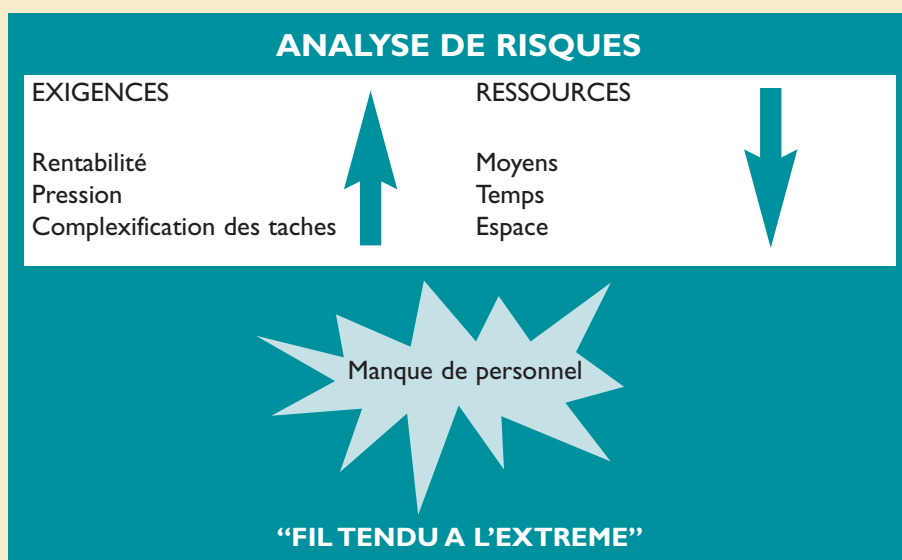 ANALYSE DE RISQUES
EXIGENCES
Rentabilité
Pression
Complexification des taches
RESSOURCES
Moyens
Temps
Espace
Manque de personnel
“FIL TENDU A L’EXTREME”